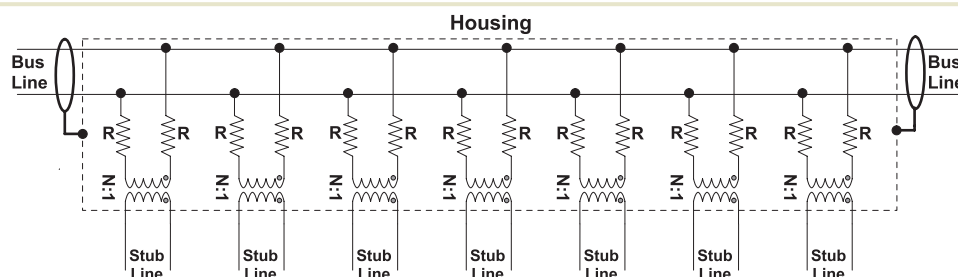 Housing
Bus
Line
Bus
Line
R R R R R R R R R R R R R R
N:1 N:1 N:1 N:1 N:1 N:1 N:1
Stub Stub Stub Stub Stub Stub Stub
Line Line Line Line Line Line Line